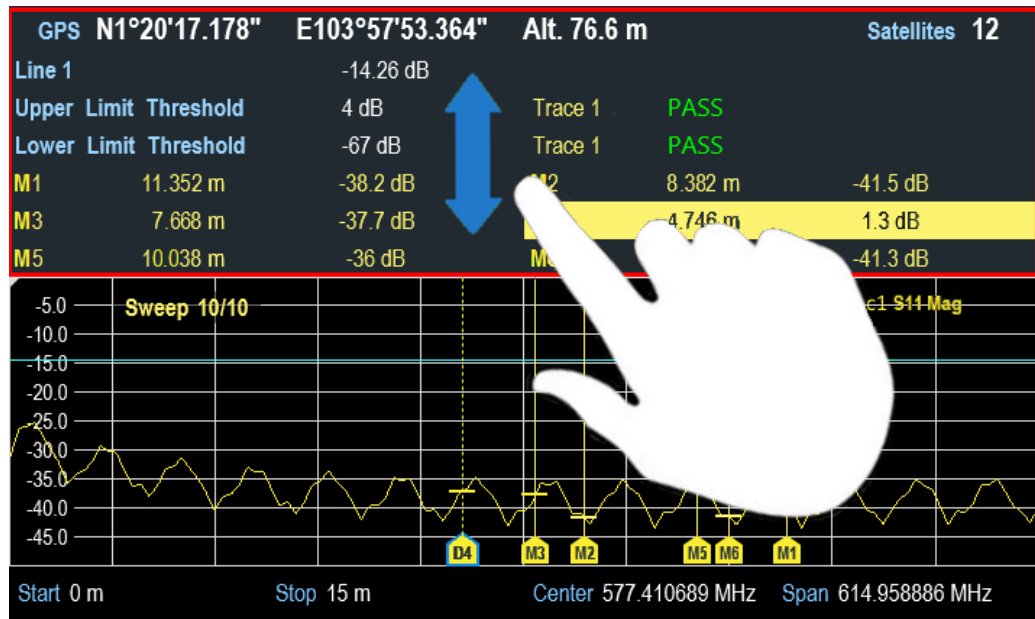 GPS N1°20'17.178" E103°57'53.364" Alt. 76.6 m Satellites 12
Line 1 -14.26 dB
Upper Limit Threshold 4 dB Trace 1 PASS
Lower Limit Threshold -67 dB Trace 1 PASS
M1 11.352 m -38.2 dB M2 8.382 m -41.5 dB
M3 7.668 m -37.7 dB 4.746 m 1.3 dB
M5 10.038 m -36 dB -41.3 dB
-5.0 Sweep 10/10 S11 Mag
-10.0
-15.0
-20.0
-25.0
-30.0
-35.0
-40.0
-45.0
D4 M3 M2 M5 M6 M1
Start 0 m Stop 15 m Center 577.410689 MHz Span 614.958886 MHz